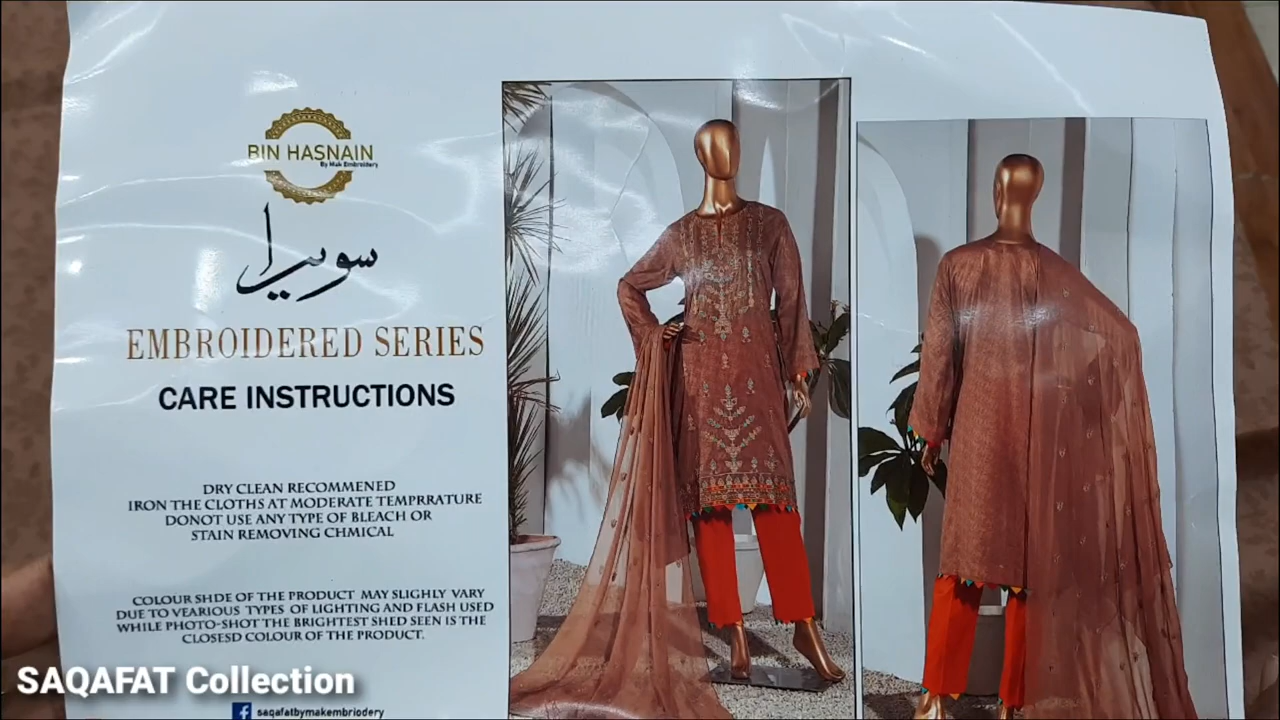 BIN HASNAIN
By Mak Embroidery
سویرا
EMBROIDERED SERIES
CARE INSTRUCTIONS
DRY CLEAN RECOMMENED
IRON THE CLOTHS AT MODERATE TEMPRRATURE
DONOT USE ANY TYPE OF BLEACH OR
STAIN REMOVING CHMICAL
COLOUR SHDE OF THE PRODUCT MAY SLIGHLY VARY
DUE TO VEARIOUS TYPES OF LIGHTING AND FLASH USED
WHILE PHOTO-SHOT THE BRIGHTEST SHED SEEN IS THE
CLOSESD COLOUR OF THE PRODUCT.
SAQAFAT Collection
saqafatbymakembriodery